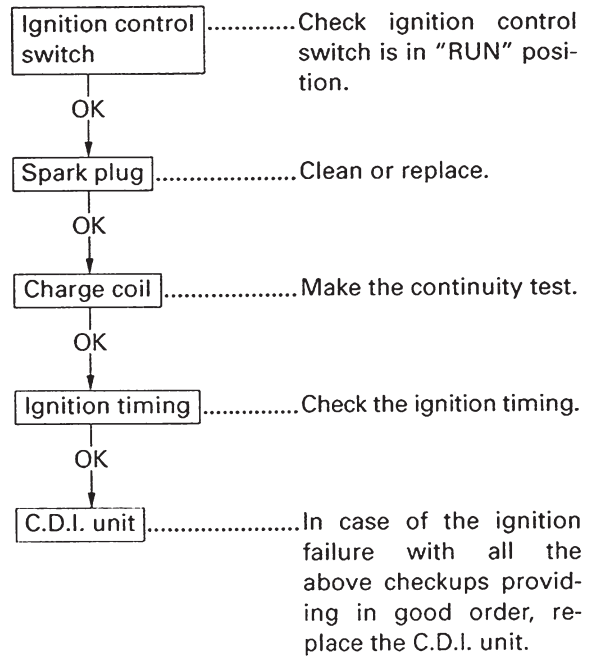 Ignition control ............. Check ignition control
switch switch is in "RUN" posi-
tion.
OK
Spark plug ..................... Clean or replace.
OK
Charge coil .................... Make the continuity test.
OK
Ignition timing .............. Check the ignition timing.
OK
C.D.I. unit ....................... In case of the ignition
failure with all the
above checkups provid-
ing in good order, re-
place the C.D.I. unit.